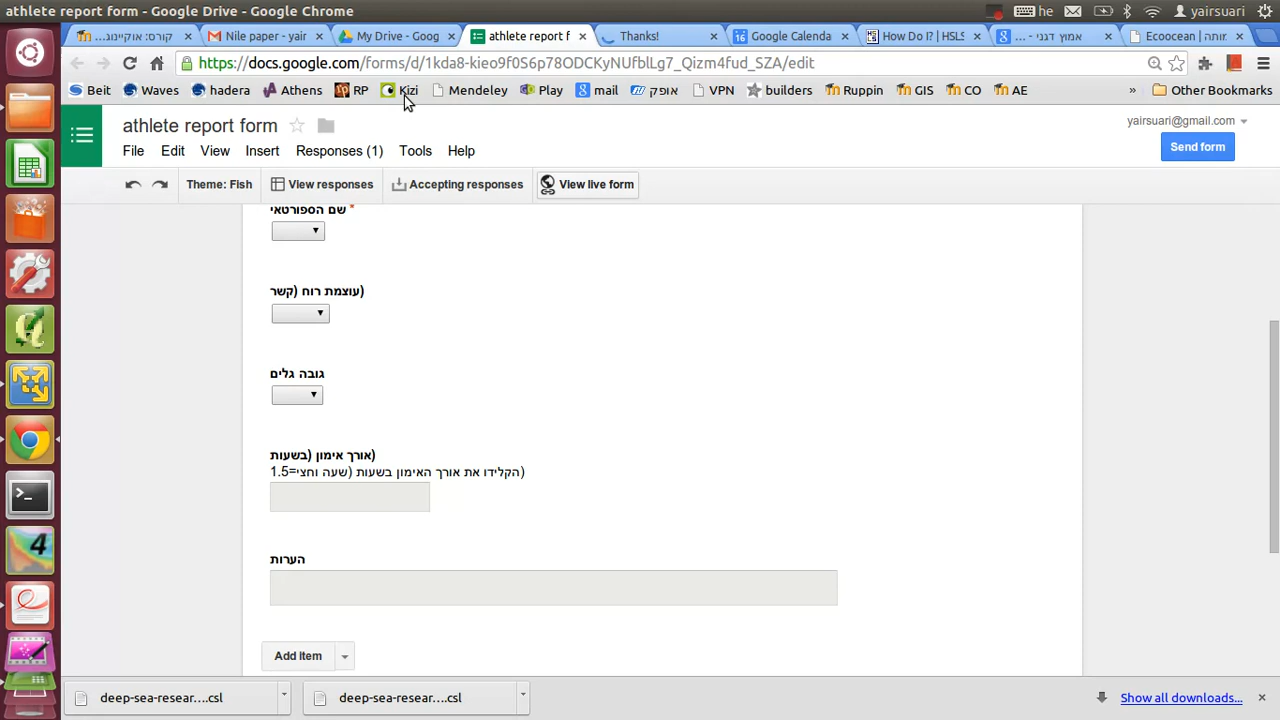 athlete report form - Google Drive - Google Chrome
he
yairsuari
קורס: אוקיינוג...
Nile paper - yair
My Drive - Goog
athlete report f
Thanks!
Google Calenda
How Do I? | HSLS
אמוץ דגני - ...
Ecoocean | מותה...
https://docs.google.com/forms/d/1kda8-kieo9f0S6p78ODCKyNUfblLg7_Qizm4fud_SZA/edit
Beit
Waves
hadera
Athens
RP
Kizi
Mendeley
Play
mail
אופק
VPN
builders
Ruppin
GIS
CO
AE
»
Other Bookmarks
athlete report form
yairsuari@gmail.com
File
Edit
View
Insert
Responses (1)
Tools
Help
Send form
Theme: Fish
View responses
Accepting responses
View live form
שם הספורטאי *
עוצמת רוח (קשר)
גובה גלים
אורך אימון (בשעות)
הקלידו את אורך האימון בשעות (שעה וחצי=1.5)
הערות
Add Item
deep-sea-resear....csl
deep-sea-resear....csl
Show all downloads...